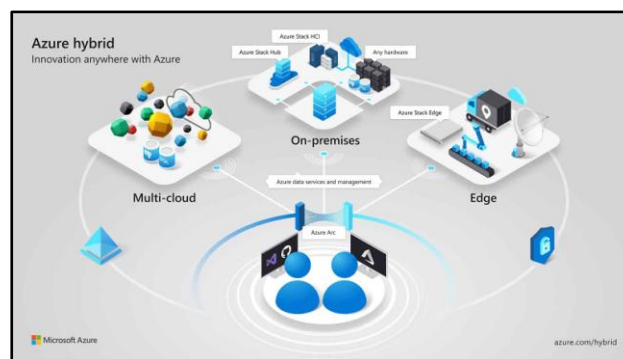 Azure hybrid
Innovation anywhere with Azure
Azure Stack HCI
Azure Stack Hub
Any hardware
Azure Stack Edge
On-premises
Multi-cloud
Azure data services and management
Edge
Azure Arc
Microsoft Azure
azure.com/hybrid